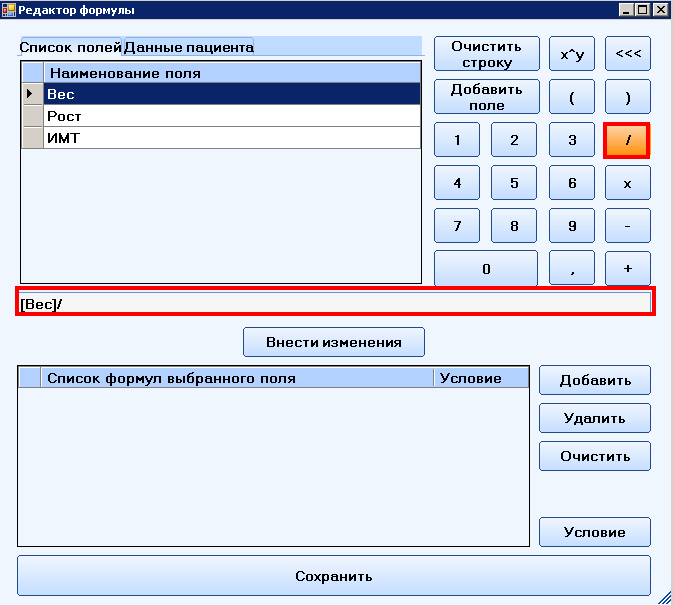 Редактор формулы
Список полей Данные пациента
Наименование поля
Вес
Рост
ИМТ
Очистить строку
x^y
<<<
Добавить поле
(
)
1
2
3
/
4
5
6
x
7
8
9
-
0
,
+
[Вес]/
Внести изменения
Список формул выбранного поля Условие
Добавить
Удалить
Очистить
Условие
Сохранить